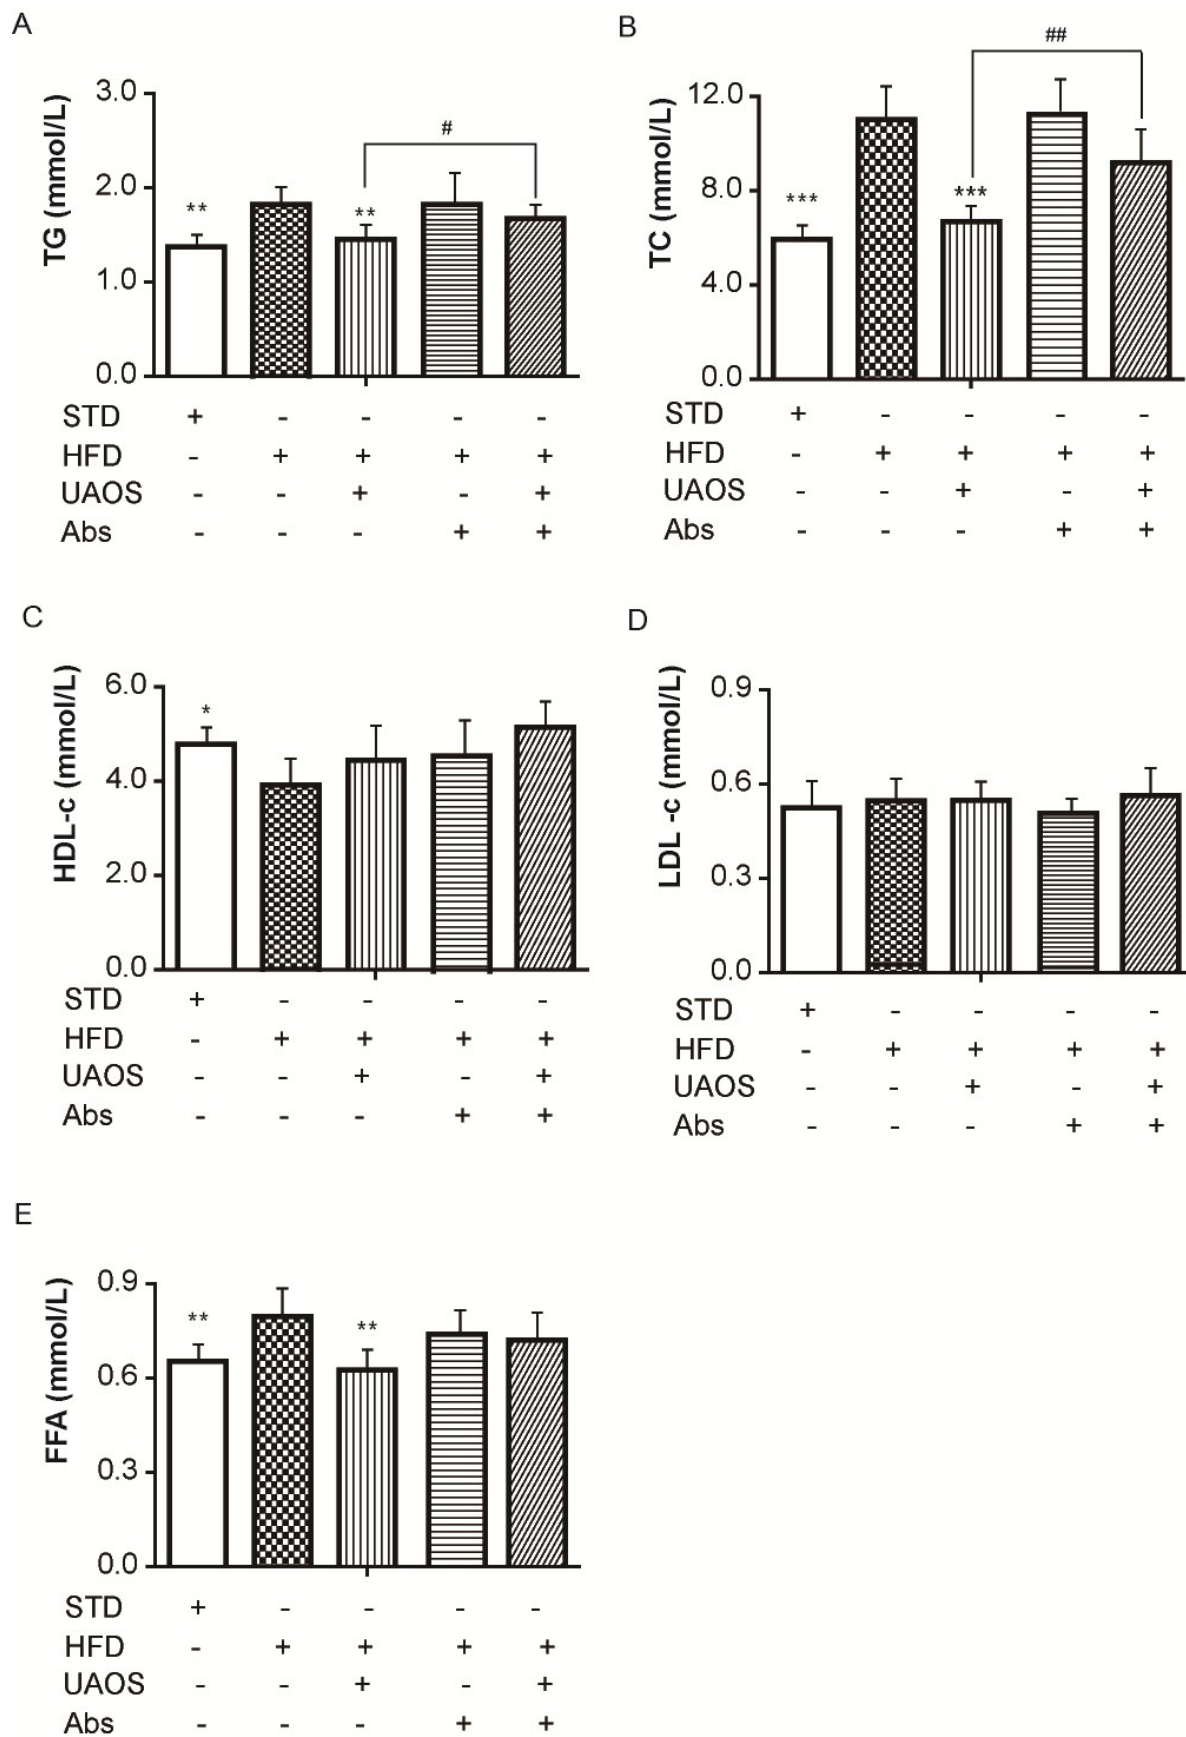 A
TG (mmol/L)
3.0
2.0
1.0
0.0
**
**
#
STD + - - - -
HFD - + + + +
UAOS - - + - +
Abs - - - + +
B
TC (mmol/L)
12.0
8.0
4.0
0.0
***
***
##
STD + - - - -
HFD - + + + +
UAOS - - + - +
Abs - - - + +
C
HDL-c (mmol/L)
6.0
4.0
2.0
0.0
*
STD + - - - -
HFD - + + + +
UAOS - - + - +
Abs - - - + +
D
LDL -c (mmol/L)
0.9
0.6
0.3
0.0
STD + - - - -
HFD - + + + +
UAOS - - + - +
Abs - - - + +
E
FFA (mmol/L)
0.9
0.6
0.3
0.0
**
**
STD + - - - -
HFD - + + + +
UAOS - - + - +
Abs - - - + +